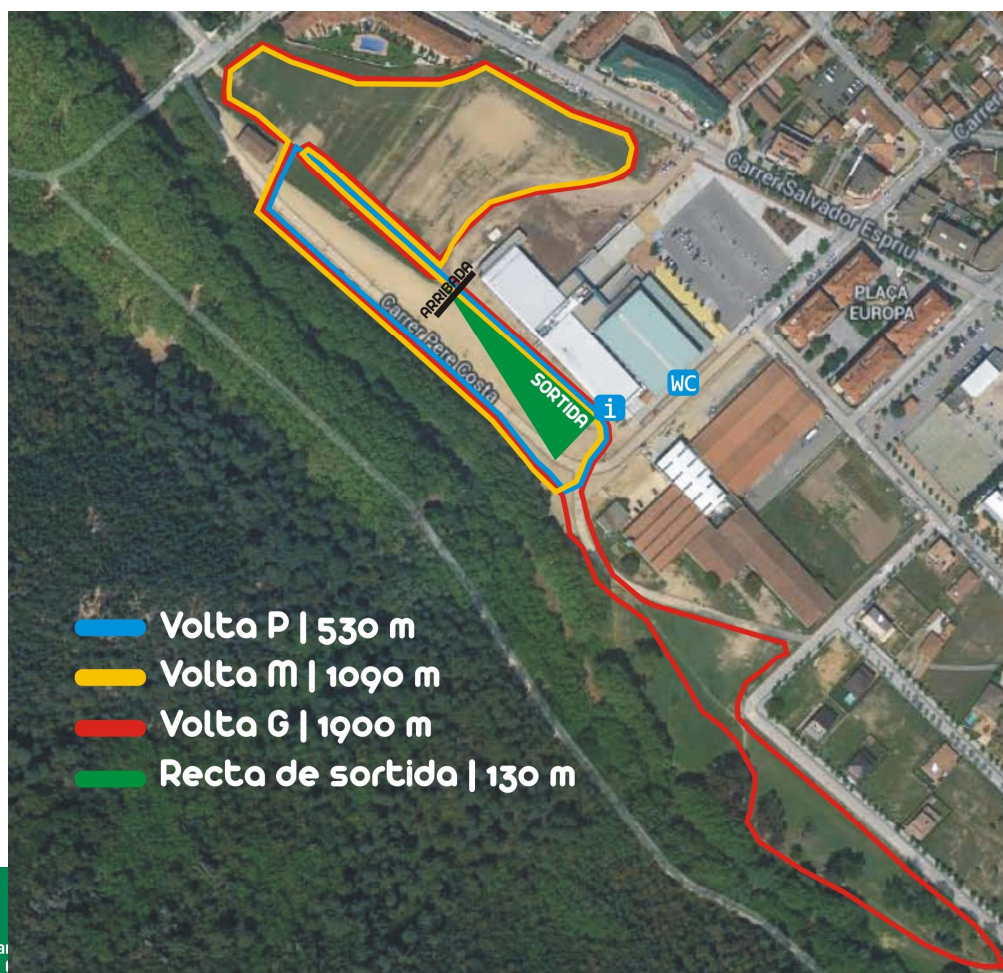 Carrer
Carrer Salvador Espriu
PLAÇA
EUROPA
ARRIBADA
Carrer Pere Costa
SORTIDA
i
WC
Volta P | 530 m
Volta M | 1090 m
Volta G | 1900 m
Recta de sortida | 130 m